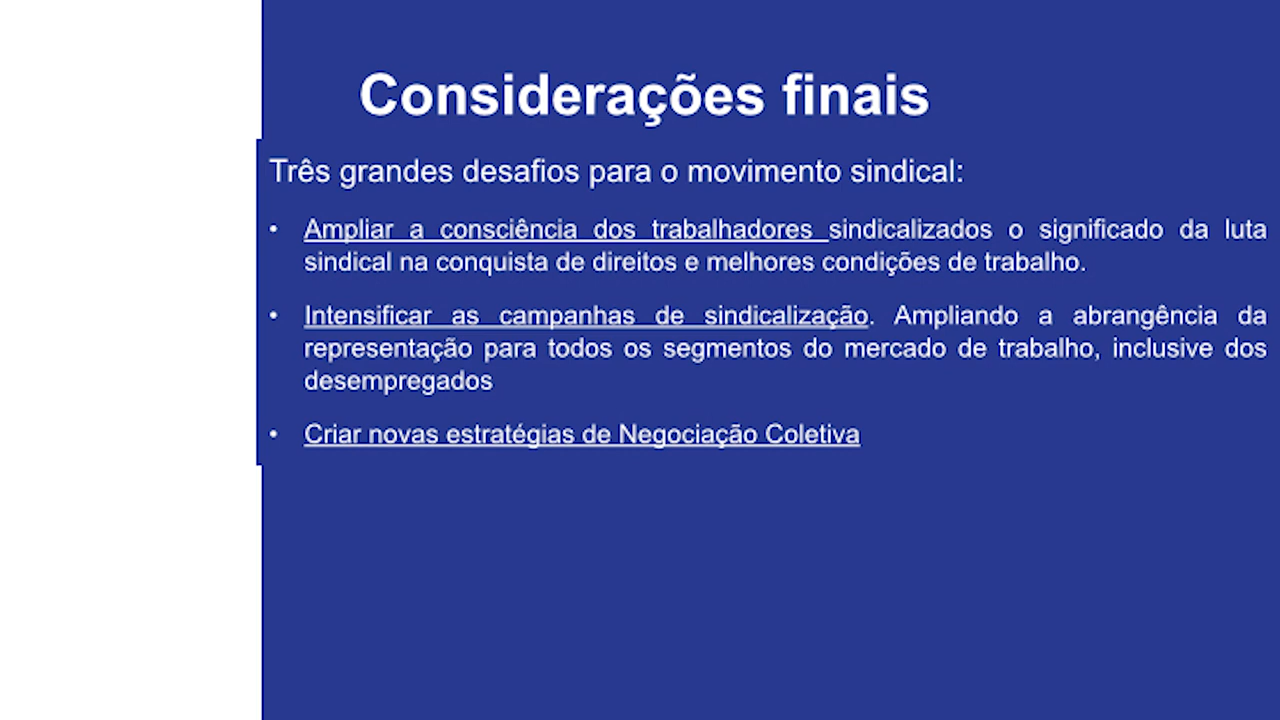 Considerações finais
Três grandes desafios para o movimento sindical:
• Ampliar a consciência dos trabalhadores sindicalizados o significado da luta
sindical na conquista de direitos e melhores condições de trabalho.
• Intensificar as campanhas de sindicalização. Ampliando a abrangência da
representação para todos os segmentos do mercado de trabalho, inclusive dos
desempregados
• Criar novas estratégias de Negociação Coletiva